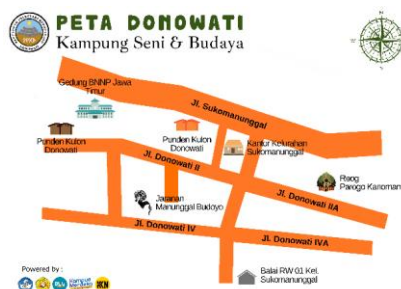 PETA DONOWATI
Kampung Seni & Budaya
Gedung BNNP Jawa
Timur
Jl. Sukomanunggal
Punden Kulon
Donowati
Punden Kulon
Donowati
Kantor Kelurahan
Sukomanunggal
Jl. Donowati II
Reog
Parogo Kanoman
Jaranan
Manunggal Budoyo
Jl. Donowati IIA
Jl. Donowati IV
Jl. Donowati IVA
Balai RW 01 Kel.
Sukomanunggal
Powered by :